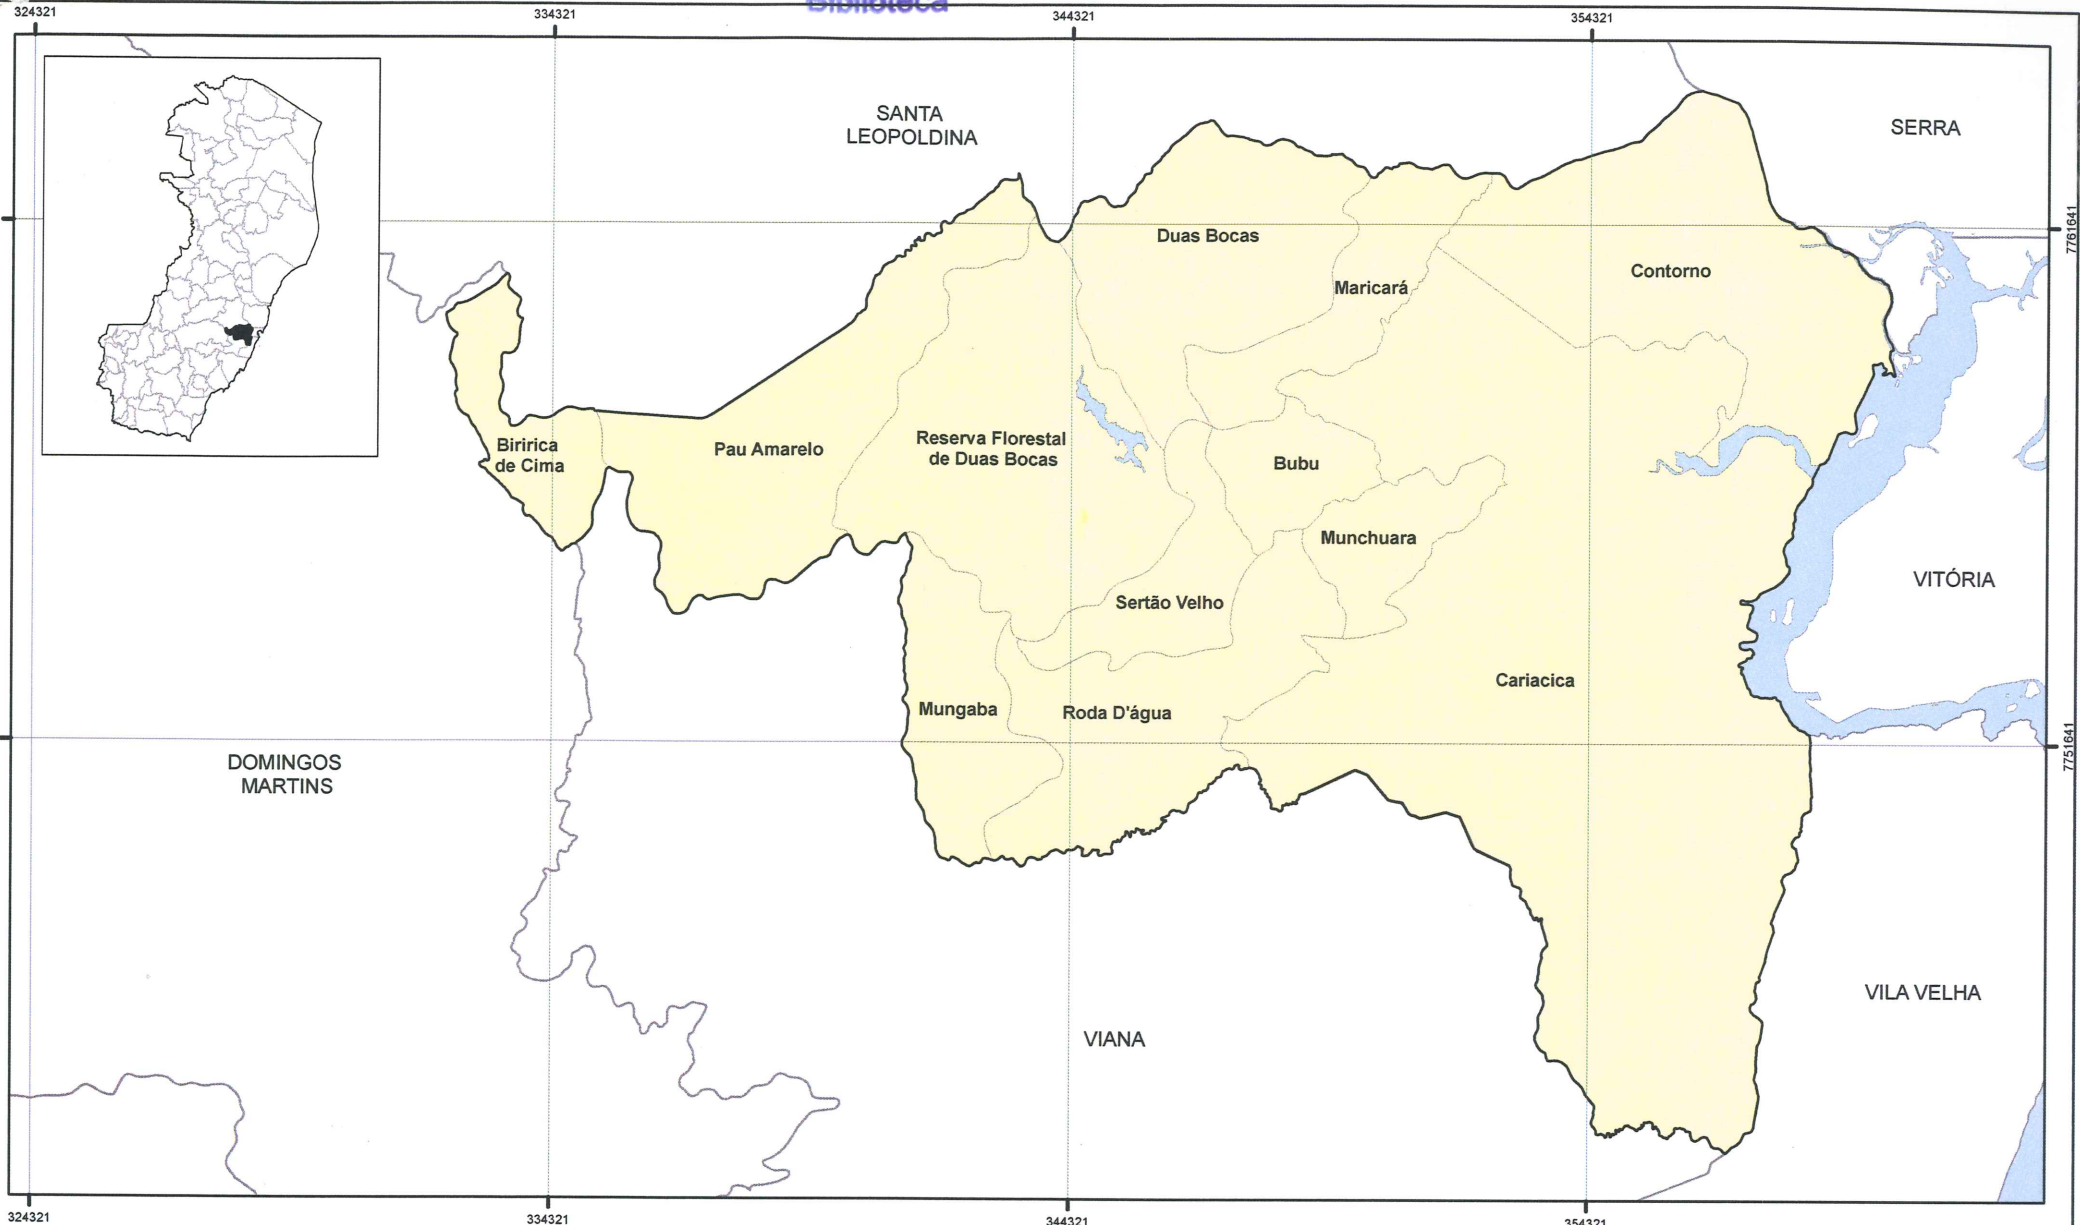 Biblioteca
324321
334321
344321
354321
SANTA
LEOPOLDINA
SERRA
7761641
Duas Bocas
Contorno
Maricará
Biririca
de Cima
Pau Amarelo
Reserva Florestal
de Duas Bocas
Bubu
Munchuara
VITÓRIA
Sertão Velho
Cariacica
Mungaba
Roda D'água
7751641
DOMINGOS
MARTINS
VILA VELHA
VIANA
324321
334321
344321
354321